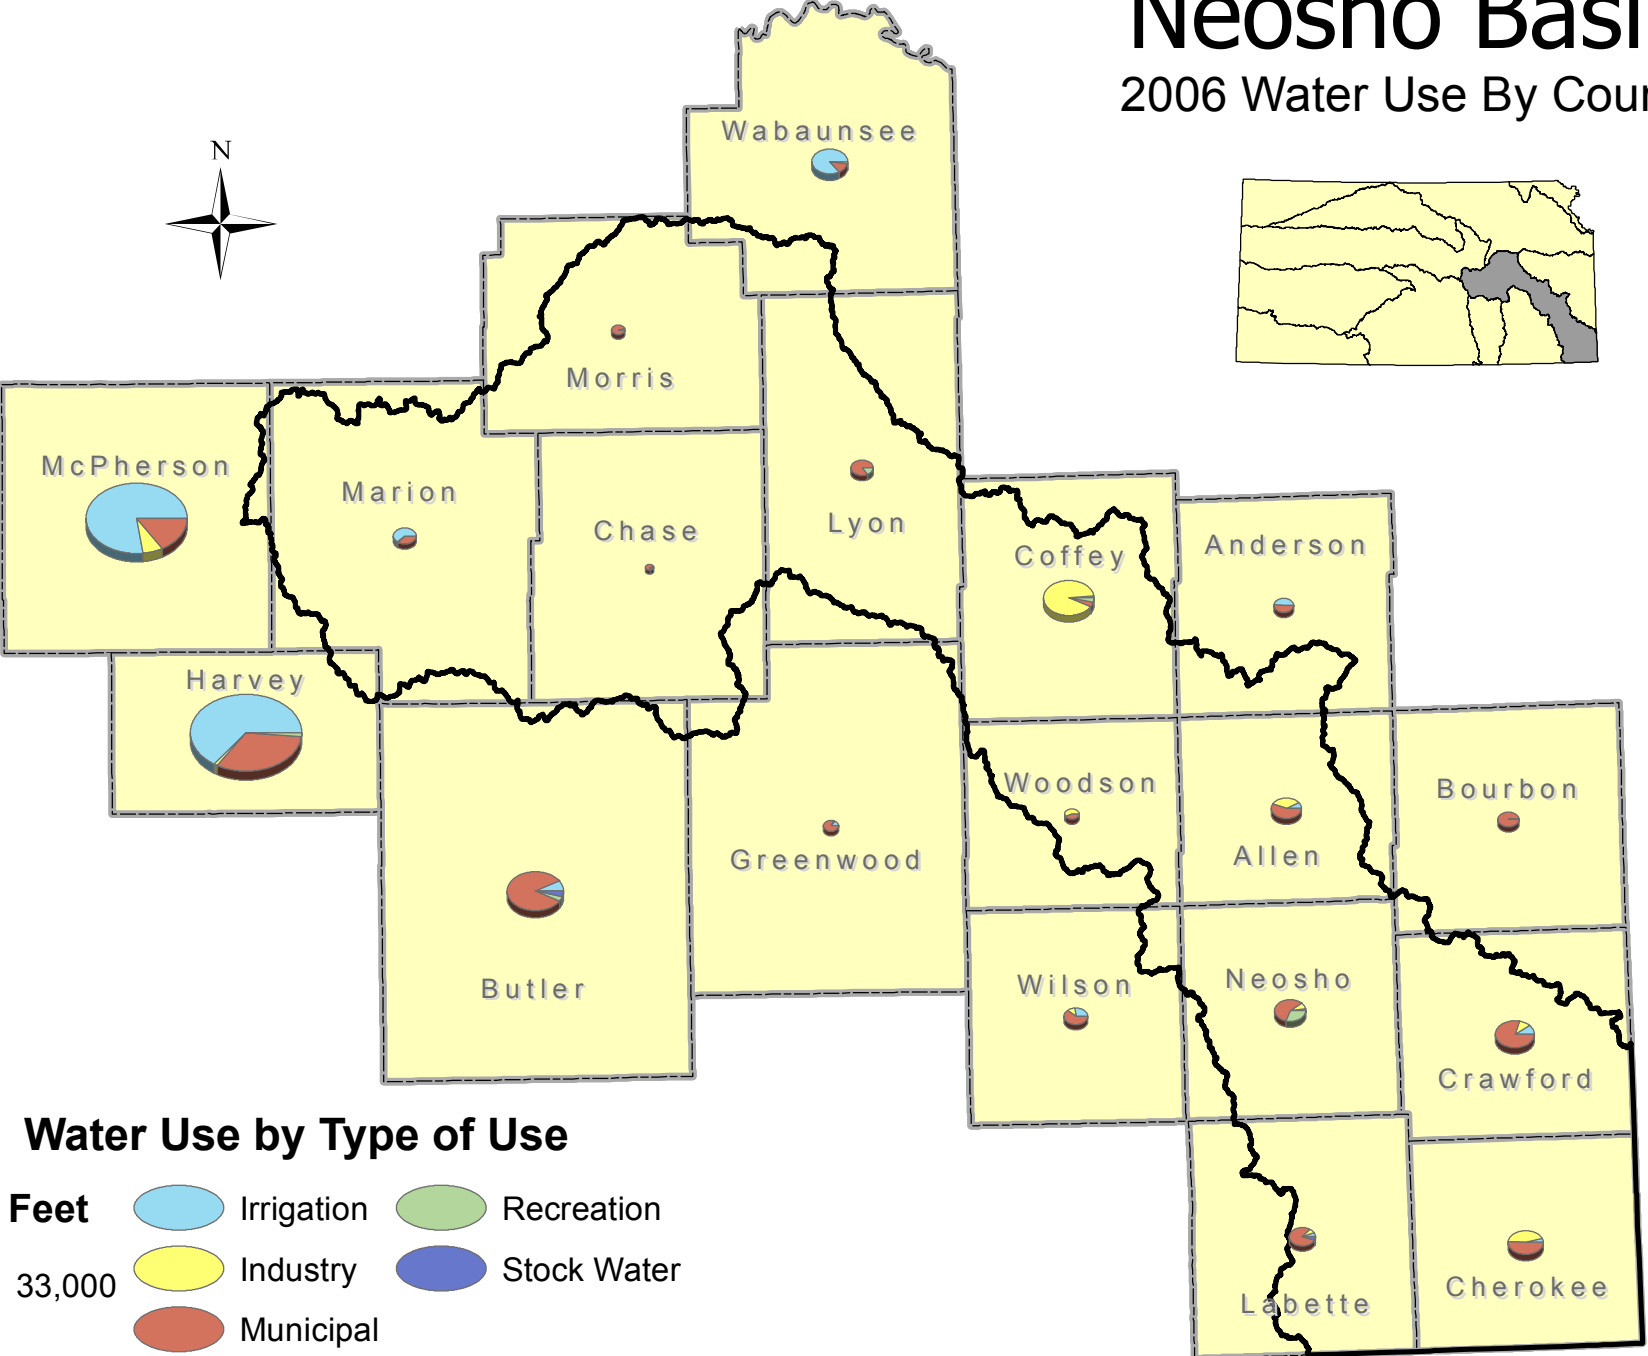 Neosho Basi
2006 Water Use By Cou
N
Wabaunsee
Morris
McPherson
Marion
Chase
Lyon
Coffey
Anderson
Harvey
Woodson
Bourbon
Greenwood
Allen
Butler
Wilson
Neosho
Crawford
Labette
Cherokee
Water Use by Type of Use
Feet
33,000
Irrigation
Recreation
Industry
Stock Water
Municipal